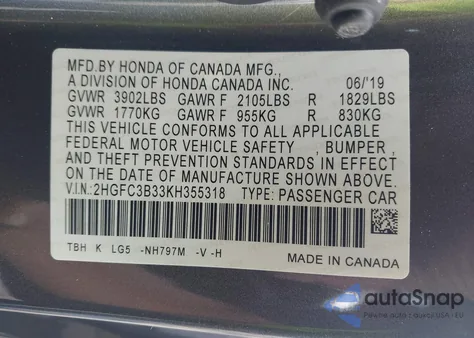 MFD.BY HONDA OF CANADA MFG.,
A DIVISION OF HONDA CANADA INC. 06/'19
GVWR 3902LBS GAWR F 2105LBS R 1829LBS
GVWR 1770KG GAWR F 955KG R 830KG
THIS VEHICLE CONFORMS TO ALL APPLICABLE
FEDERAL MOTOR VEHICLE SAFETY , BUMPER ,
AND THEFT PREVENTION STANDARDS IN EFFECT
ON THE DATE OF MANUFACTURE SHOWN ABOVE.
V.I.N.:2HGFC3B33KH355318 TYPE: PASSENGER CAR
TBH K LG5 -NH797M -V -H
MADE IN CANADA
autoSnap